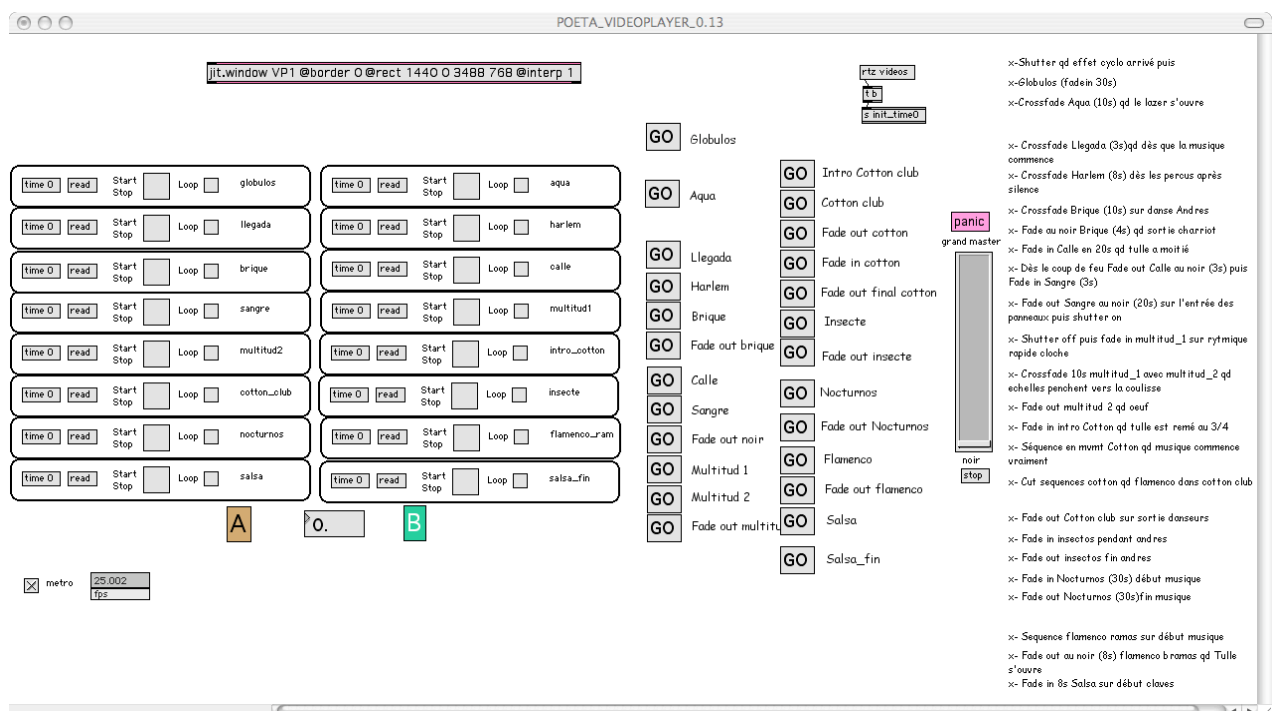 POETA_VIDEOPLAYER_0.13
jit.window VP1 @border 0 @rect 1440 0 3488 768 @interp 1
rtz videos
t b
s init_time0
time 0 read Start Stop Loop globulos
time 0 read Start Stop Loop aqua
time 0 read Start Stop Loop llegada
time 0 read Start Stop Loop harlem
time 0 read Start Stop Loop brique
time 0 read Start Stop Loop calle
time 0 read Start Stop Loop sangre
time 0 read Start Stop Loop multitud1
time 0 read Start Stop Loop multitud2
time 0 read Start Stop Loop intro_cotton
time 0 read Start Stop Loop cotton_club
time 0 read Start Stop Loop insecte
time 0 read Start Stop Loop nocturnos
time 0 read Start Stop Loop flamenco_ram
time 0 read Start Stop Loop salsa
time 0 read Start Stop Loop salsa_fin
A
0.
B
metro
25.002
fps
GO Globulos
GO Aqua
GO Llegada
GO Harlem
GO Brique
GO Fade out brique
GO Calle
GO Sangre
GO Fade out noir
GO Multitud 1
GO Multitud 2
GO Fade out multitu
GO Intro Cotton club
GO Cotton club
GO Fade out cotton
GO Fade in cotton
GO Fade out final cotton
GO Insecte
GO Fade out insecte
GO Nocturnos
GO Fade out Nocturnos
GO Flamenco
GO Fade out flamenco
GO Salsa
GO Salsa_fin
panic
grand master
noir
stop
x-Shutter qd effet cyclo arrivé puis
x-Globulos (fadein 30s)
x-Crossfade Aqua (10s) qd le lazer s'ouvre
x- Crossfade Llegada (3s)qd dès que la musique
commence
x- Crossfade Harlem (8s) dès les percus après
silence
x- Crossfade Brique (10s) sur danse Andres
x- Fade au noir Brique (4s) qd sortie charriot
x- Fade in Calle en 20s qd tulle a moitié
x- Dès le coup de feu Fade out Calle au noir (3s) puis
Fade in Sangre (3s)
x- Fade out Sangre au noir (20s) sur l'entrée des
panneaux puis shutter on
x- Shutter off puis fade in multitud_1 sur rytmique
rapide cloche
x- Crossfade 10s multitud_1 avec multitud_2 qd
echelles penchent vers la coulisse
x- Fade out multitud 2 qd oeuf
x- Fade in intro Cotton qd tulle est remé au 3/4
x- Séquence en mvmt Cotton qd musique commence
vraiment
x- Cut sequences cotton qd flamenco dans cotton club
x- Fade out Cotton club sur sortie danseurs
x- Fade in insectos pendant andres
x- Fade out insectos fin andres
x- Fade in Nocturnos (30s) début musique
x- Fade out Nocturnos (30s)fin musique
x- Sequence flamenco ramas sur début musique
x- Fade out au noir (8s) flamenco b ramas qd Tulle
s'ouvre
x- Fade in 8s Salsa sur début claves